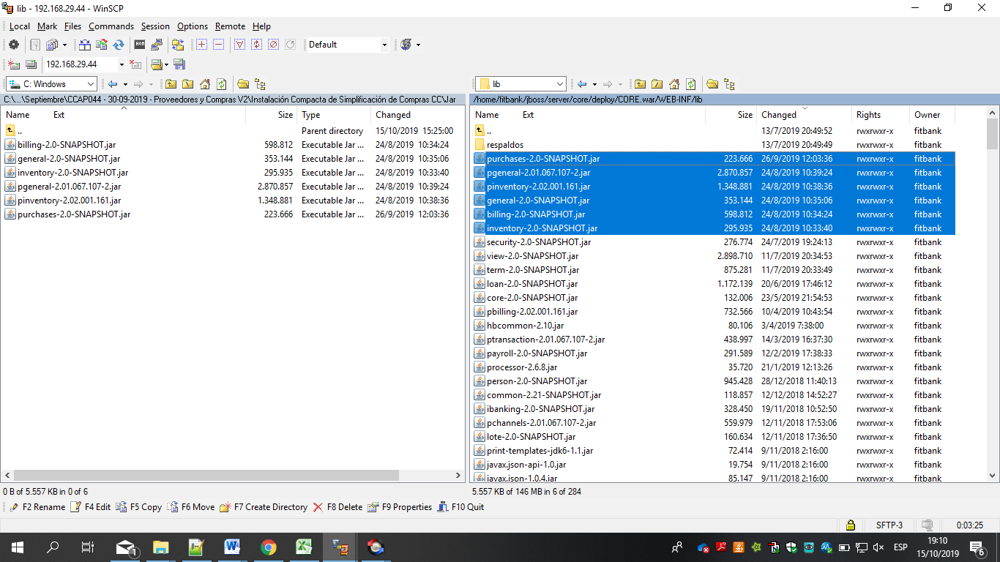 lib - 192.168.29.44 - WinSCP
Local Mark Files Commands Session Options Remote Help
Default
192.168.29.44
C: Windows
lib
C:\...\Septiembre\CCAP044 - 30-09-2019 - Proveedores y Compras V2\Instalación Compacta de Simplificación de Compras CC\Jar
/home/fitbank/jboss/server/core/deploy/CORE.war/WEB-INF/lib
Name Ext Size Type Changed
.. Parent directory 15/10/2019 15:25:00
billing-2.0-SNAPSHOT.jar 598.812 Executable Jar ... 24/8/2019 10:34:24
general-2.0-SNAPSHOT.jar 353.144 Executable Jar ... 24/8/2019 10:35:06
inventory-2.0-SNAPSHOT.jar 295.935 Executable Jar ... 24/8/2019 10:33:40
pgeneral-2.01.067.107-2.jar 2.870.857 Executable Jar ... 24/8/2019 10:39:24
pinventory-2.02.001.161.jar 1.348.881 Executable Jar ... 24/8/2019 10:38:36
purchases-2.0-SNAPSHOT.jar 223.666 Executable Jar ... 26/9/2019 12:03:36
Name Ext Size Changed Rights Owner
.. 13/7/2019 20:49:52 rwxrwxr-x fitbank
respaldos 13/7/2019 20:49:49 rwxrwxr-x fitbank
purchases-2.0-SNAPSHOT.jar 223.666 26/9/2019 12:03:36 rwxrwxr-x fitbank
pgeneral-2.01.067.107-2.jar 2.870.857 24/8/2019 10:39:24 rwxrwxr-x fitbank
pinventory-2.02.001.161.jar 1.348.881 24/8/2019 10:38:36 rwxrwxr-x fitbank
general-2.0-SNAPSHOT.jar 353.144 24/8/2019 10:35:06 rwxrwxr-x fitbank
billing-2.0-SNAPSHOT.jar 598.812 24/8/2019 10:34:24 rwxrwxr-x fitbank
inventory-2.0-SNAPSHOT.jar 295.935 24/8/2019 10:33:40 rwxrwxr-x fitbank
security-2.0-SNAPSHOT.jar 276.774 24/7/2019 19:24:13 rwxrwxr-x fitbank
view-2.0-SNAPSHOT.jar 2.898.710 11/7/2019 20:34:53 rwxrwxr-x fitbank
term-2.0-SNAPSHOT.jar 875.281 11/7/2019 20:33:49 rwxrwxr-x fitbank
loan-2.0-SNAPSHOT.jar 1.172.139 20/6/2019 17:46:12 rwxrwxr-x fitbank
core-2.0-SNAPSHOT.jar 132.006 23/5/2019 21:54:53 rwxrwxr-x fitbank
pbilling-2.02.001.161.jar 732.566 10/4/2019 10:43:54 rwxrwxr-x fitbank
hbcommon-2.10.jar 80.106 3/4/2019 7:38:00 rwxrwxr-x fitbank
ptransaction-2.01.067.107-2.jar 438.997 14/3/2019 16:37:30 rwxrwxr-x fitbank
payroll-2.0-SNAPSHOT.jar 291.589 12/2/2019 17:38:33 rwxrwxr-x fitbank
processor-2.6.8.jar 35.720 21/1/2019 12:13:26 rwxrwxr-x fitbank
person-2.0-SNAPSHOT.jar 945.428 28/12/2018 11:40:13 rwxrwxr-x fitbank
common-2.21-SNAPSHOT.jar 118.857 12/12/2018 14:52:27 rwxrwxr-x fitbank
ibanking-2.0-SNAPSHOT.jar 328.450 19/11/2018 10:52:50 rwxrwxr-x fitbank
pchannels-2.01.067.107-2.jar 559.979 12/11/2018 17:53:06 rwxrwxr-x fitbank
lote-2.0-SNAPSHOT.jar 160.634 12/11/2018 17:36:50 rwxrwxr-x fitbank
print-templates-jdk6-1.1.jar 72.414 9/11/2018 2:16:00 rwxrwxr-x fitbank
javax.json-api-1.0.jar 19.754 9/11/2018 2:16:00 rwxrwxr-x fitbank
javax.json-1.0.4.jar 85.147 9/11/2018 2:16:00 rwxrwxr-x fitbank
0 B of 5.557 KB in 0 of 6
5.557 KB of 146 MB in 6 of 284
F2 Rename F4 Edit F5 Copy F6 Move F7 Create Directory F8 Delete F9 Properties F10 Quit
SFTP-3 0:03:25
ESP 19:10
15/10/2019
1
6